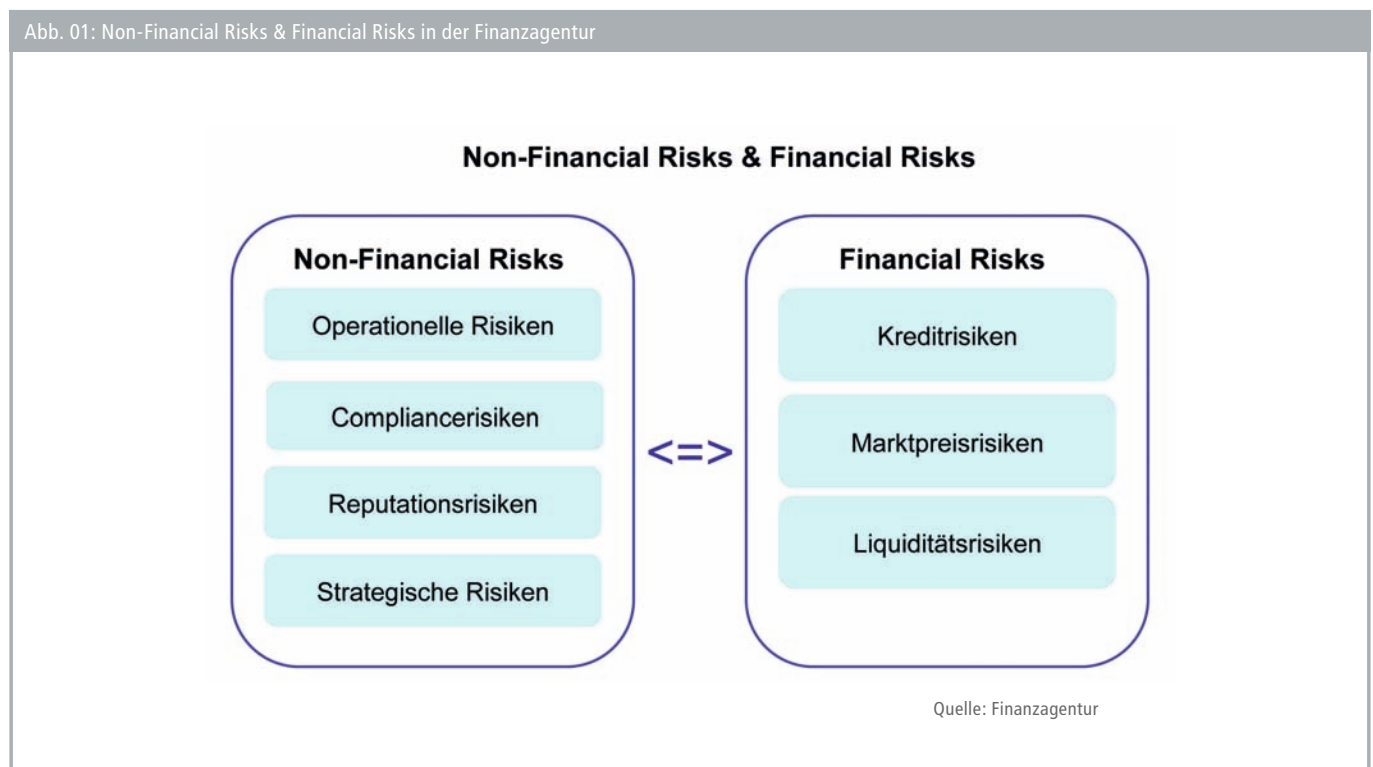 Abb. 01: Non-Financial Risks & Financial Risks in der Finanzagentur
Non-Financial Risks & Financial Risks
Non-Financial Risks
Operationelle Risiken
Compliancerisiken
Reputationsrisiken
Strategische Risiken
<=>
Financial Risks
Kreditrisiken
Marktpreisrisiken
Liquiditätsrisiken
Quelle: Finanzagentur